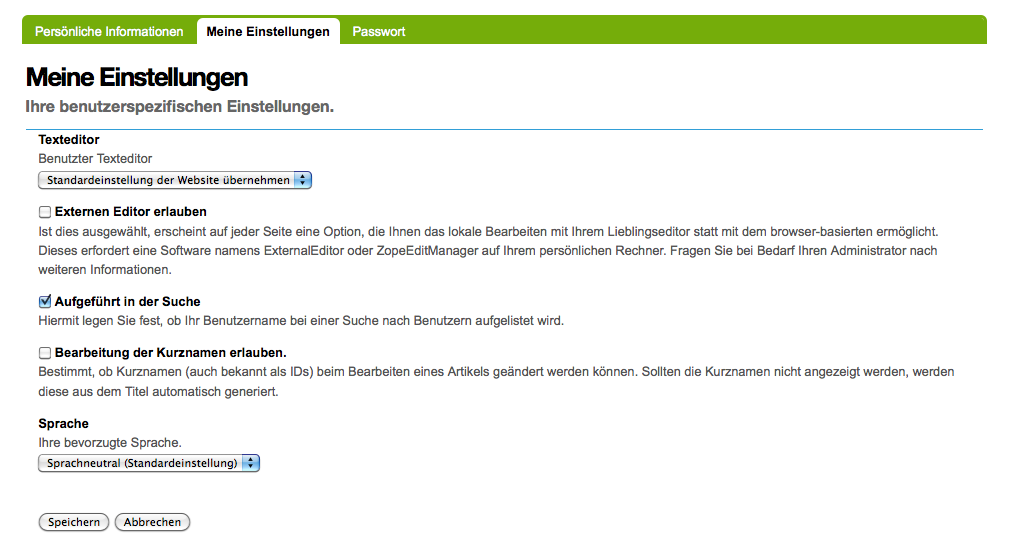 Persönliche Informationen Meine Einstellungen Passwort
Meine Einstellungen
Ihre benutzerspezifischen Einstellungen.
Texteditor
Benutzter Texteditor
Standardeinstellung der Website übernehmen
Externen Editor erlauben
Ist dies ausgewählt, erscheint auf jeder Seite eine Option, die Ihnen das lokale Bearbeiten mit Ihrem Lieblingseditor statt mit dem browser-basierten ermöglicht.
Dieses erfordert eine Software namens ExternalEditor oder ZopeEditManager auf Ihrem persönlichen Rechner. Fragen Sie bei Bedarf Ihren Administrator nach
weiteren Informationen.
Aufgeführt in der Suche
Hiermit legen Sie fest, ob Ihr Benutzername bei einer Suche nach Benutzern aufgelistet wird.
Bearbeitung der Kurznamen erlauben.
Bestimmt, ob Kurznamen (auch bekannt als IDs) beim Bearbeiten eines Artikels geändert werden können. Sollten die Kurznamen nicht angezeigt werden, werden
diese aus dem Titel automatisch generiert.
Sprache
Ihre bevorzugte Sprache.
Sprachneutral (Standardeinstellung)
Speichern Abbrechen